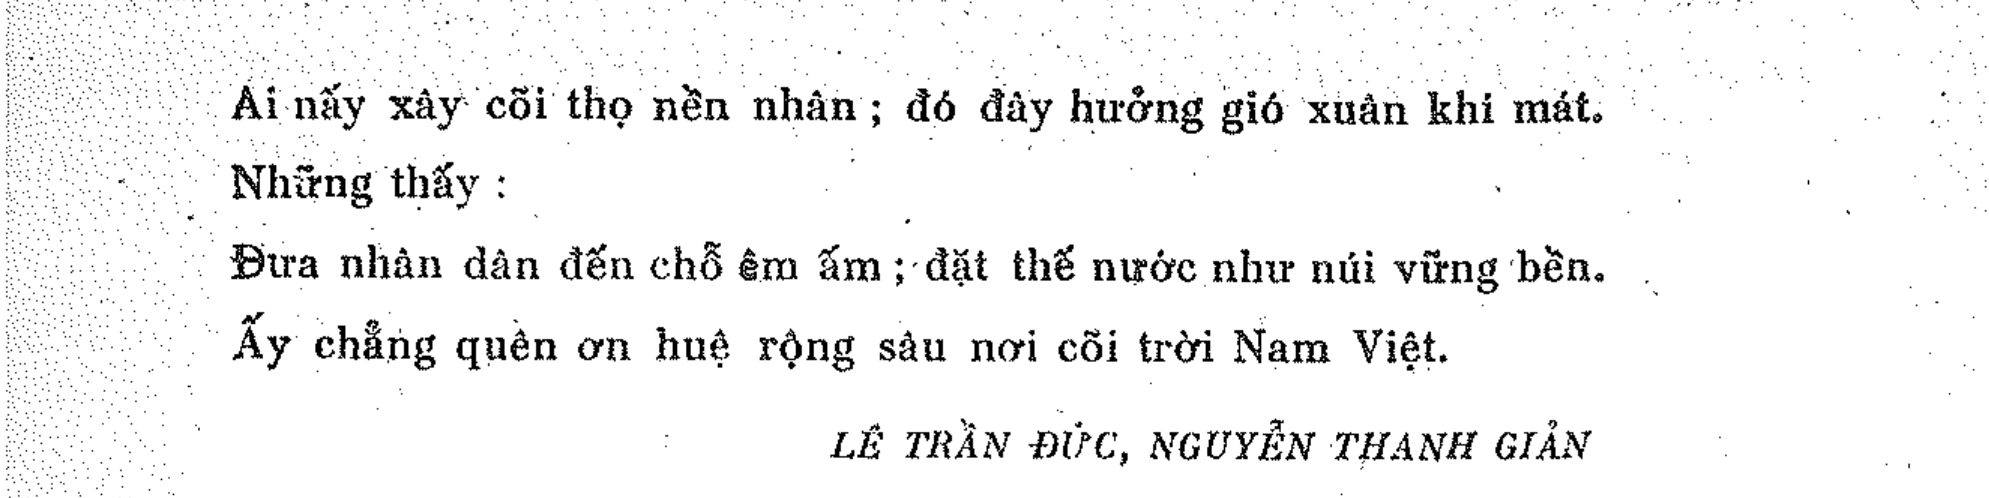 Ai nấy xây cõi thọ nền nhân ; đó đây hưởng gió xuân khí mát.
Những thấy :
Đưa nhân dân đến chỗ êm ấm ; đặt thế nước như núi vững bền.
Ấy chẳng quên ơn huệ rộng sâu nơi cõi trời Nam Việt.
LÊ TRẦN ĐỨC, NGUYỄN THANH GIẢN